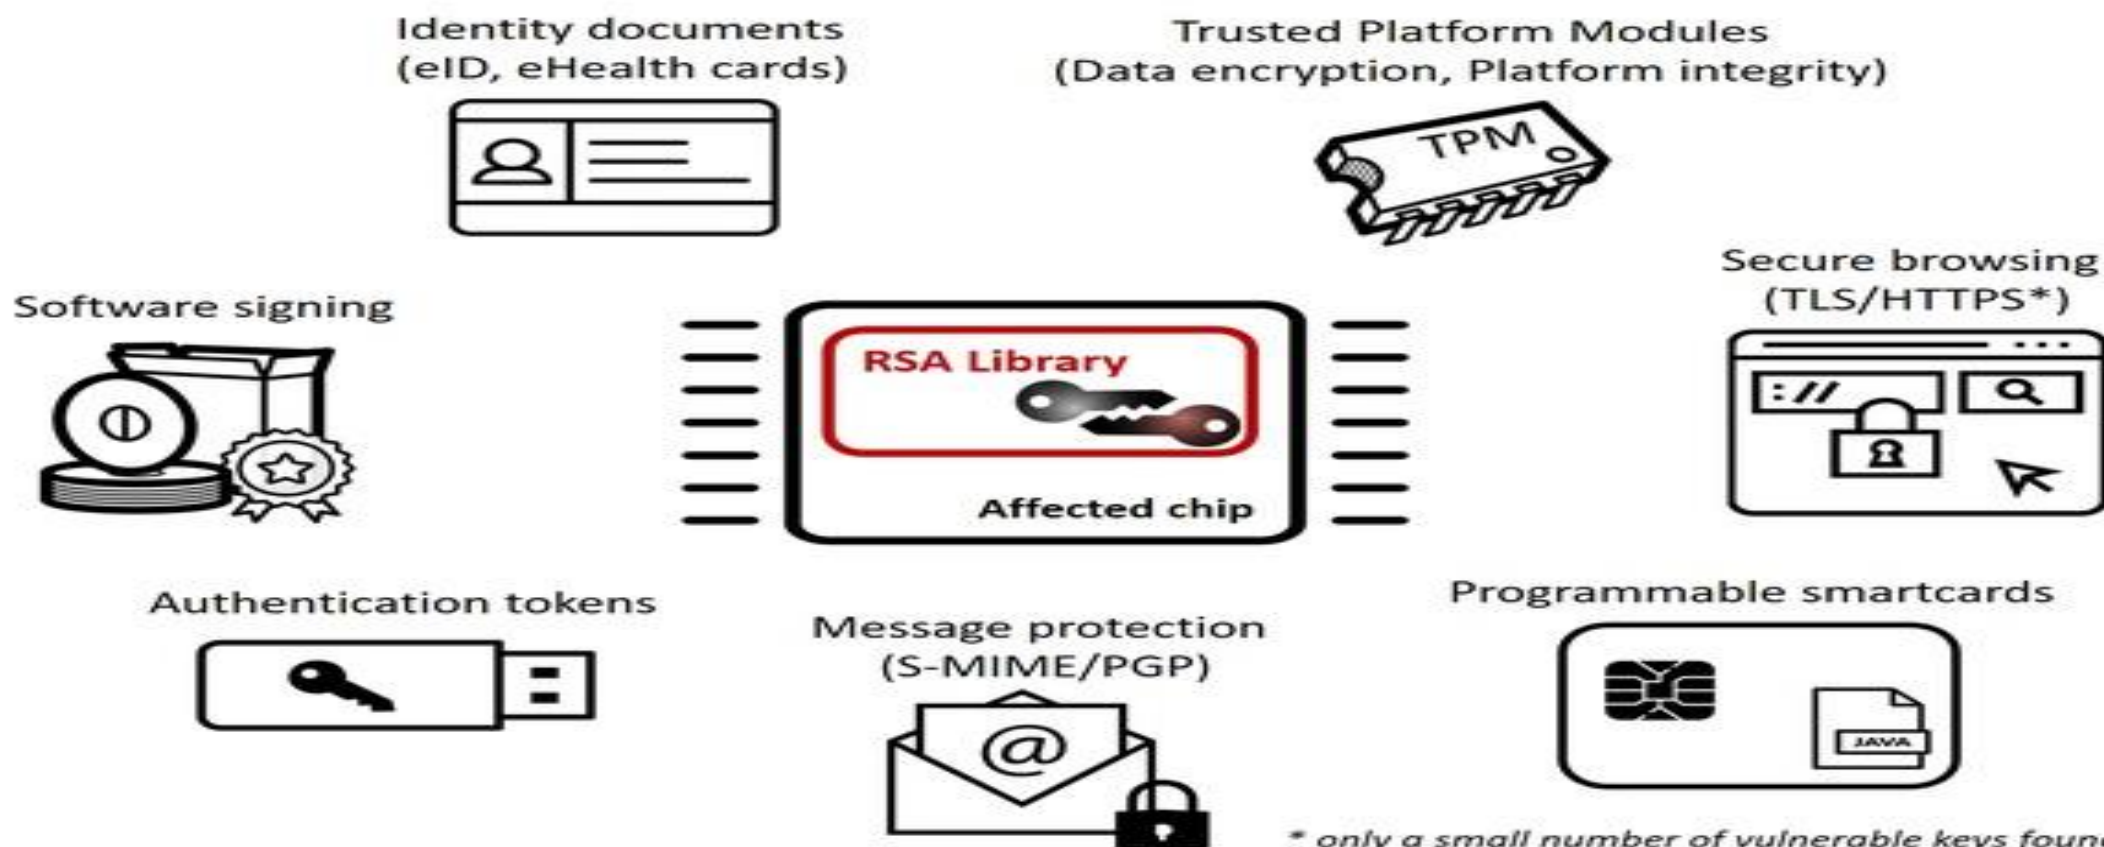 Identity documents
(eID, eHealth cards)
Trusted Platform Modules
(Data encryption, Platform integrity)
TPM
Secure browsing
(TLS/HTTPS*)
://
Software signing
RSA Library
Affected chip
Authentication tokens
Message protection
(S-MIME/PGP)
@
Programmable smartcards
JAVA
* only a small number of vulnerable keys found